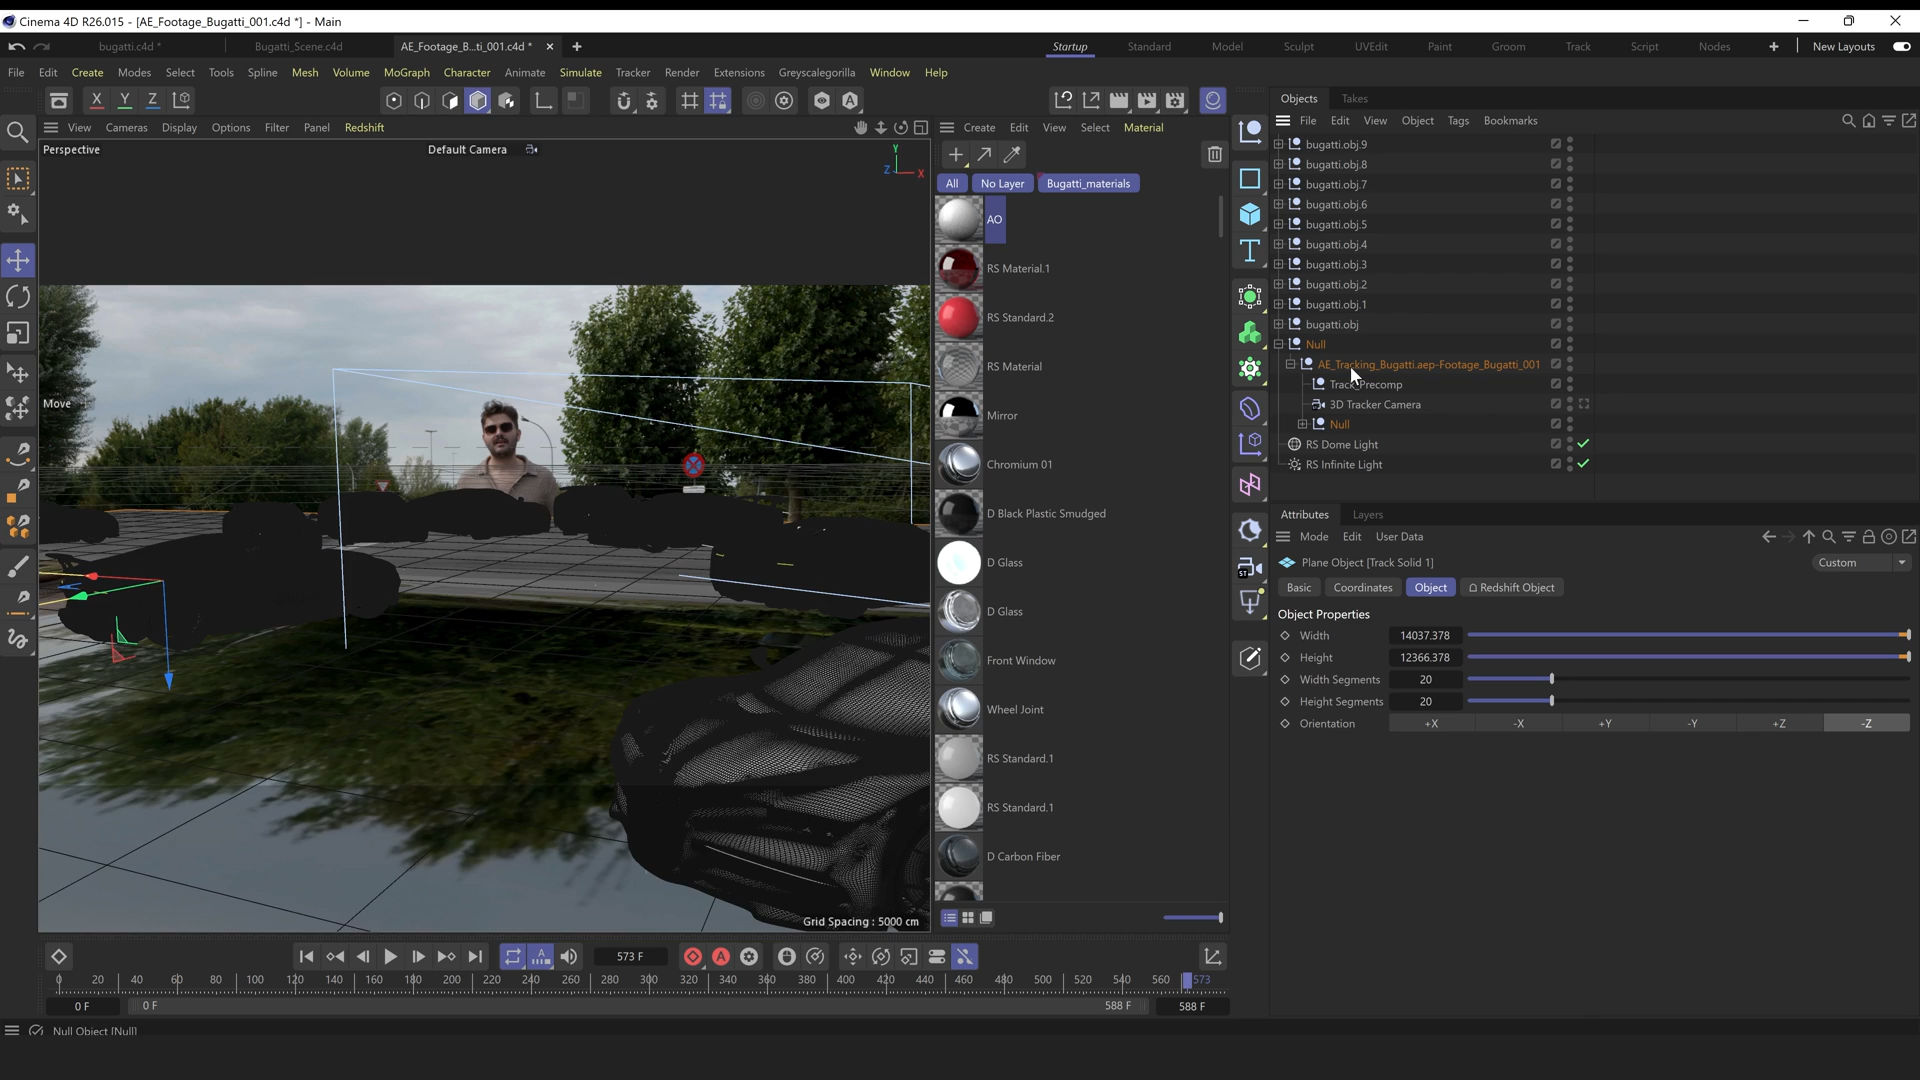 Cinema 4D R26.015 - [AE_Footage_Bugatti_001.c4d *] - Main
bugatti.c4d *
Bugatti_Scene.c4d
AE_Footage_B...ti_001.c4d *
Startup
Standard
Model
Sculpt
UVEdit
Paint
Groom
Track
Script
Nodes
New Layouts
File Edit Create Modes Select Tools Spline Mesh Volume MoGraph Character Animate Simulate Tracker Render Extensions Greyscalegorilla Window Help
X Y Z
View Cameras Display Options Filter Panel Redshift
Perspective
Default Camera
Y
Z X
Move
Grid Spacing : 5000 cm
Create Edit View Select Material
All No Layer Bugatti_materials
AO
RS Material.1
RS Standard.2
RS Material
Mirror
Chromium 01
D Black Plastic Smudged
D Glass
D Glass
Front Window
Wheel Joint
RS Standard.1
RS Standard.1
D Carbon Fiber
Objects Takes
File Edit View Object Tags Bookmarks
bugatti.obj.9
bugatti.obj.8
bugatti.obj.7
bugatti.obj.6
bugatti.obj.5
bugatti.obj.4
bugatti.obj.3
bugatti.obj.2
bugatti.obj.1
bugatti.obj
Null
AE_Tracking_Bugatti.aep-Footage_Bugatti_001
Track_Precomp
3D Tracker Camera
Null
RS Dome Light
RS Infinite Light
Attributes Layers
Mode Edit User Data
Plane Object [Track Solid 1]
Custom
Basic Coordinates Object Redshift Object
Object Properties
Width 14037.378
Height 12366.378
Width Segments 20
Height Segments 20
Orientation +X -X +Y -Y +Z -Z
573 F
0 20 40 60 80 100 120 140 160 180 200 220 240 260 280 300 320 340 360 380 400 420 440 460 480 500 520 540 560 573
0 F
0 F
588 F
588 F
Null Object [Null]